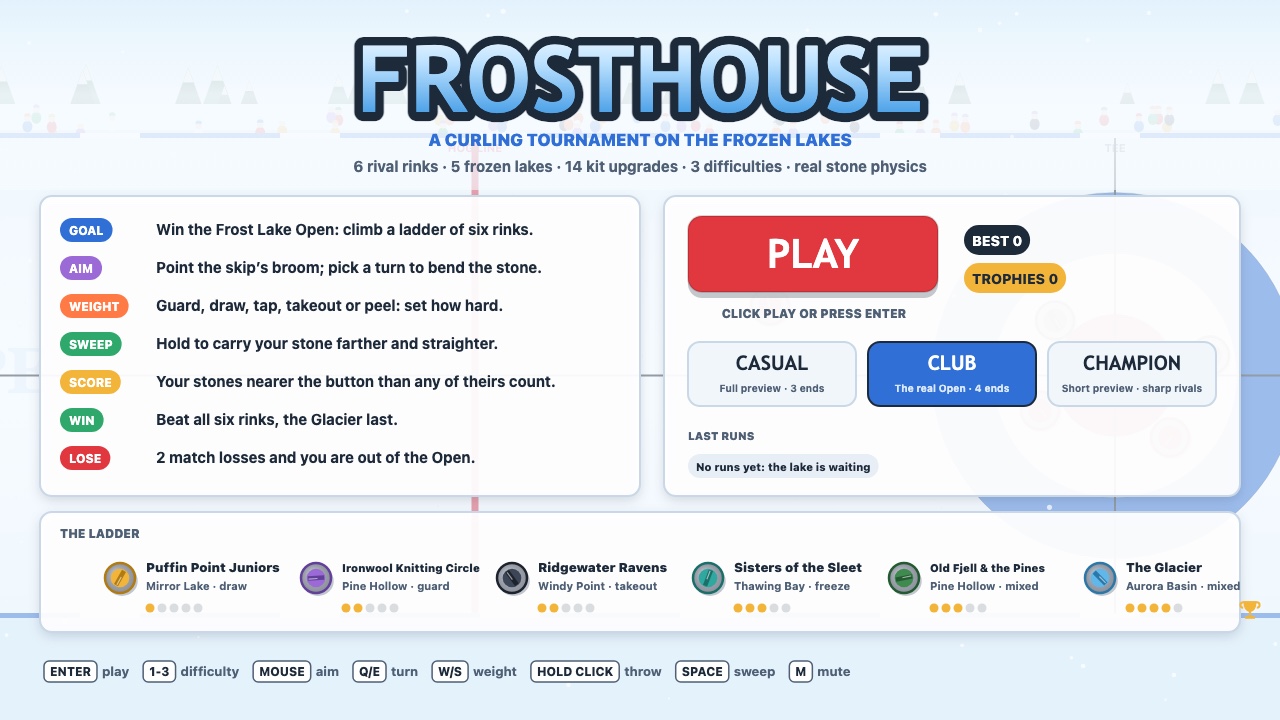 FROSTHOUSE
A CURLING TOURNAMENT ON THE FROZEN LAKES
6 rival rinks · 5 frozen lakes · 14 kit upgrades · 3 difficulties · real stone physics
TEE
GOAL Win the Frost Lake Open: climb a ladder of six rinks.
AIM Point the skip’s broom; pick a turn to bend the stone.
WEIGHT Guard, draw, tap, takeout or peel: set how hard.
SWEEP Hold to carry your stone farther and straighter.
SCORE Your stones nearer the button than any of theirs count.
WIN Beat all six rinks, the Glacier last.
LOSE 2 match losses and you are out of the Open.
PLAY
CLICK PLAY OR PRESS ENTER
BEST 0
TROPHIES 0
CASUAL
Full preview · 3 ends
CLUB
The real Open · 4 ends
CHAMPION
Short preview · sharp rivals
LAST RUNS
No runs yet: the lake is waiting
THE LADDER
Puffin Point Juniors
Mirror Lake · draw
Ironwool Knitting Circle
Pine Hollow · guard
Ridgewater Ravens
Windy Point · takeout
Sisters of the Sleet
Thawing Bay · freeze
Old Fjell & the Pines
Pine Hollow · mixed
The Glacier
Aurora Basin · mixed
ENTER play 1-3 difficulty MOUSE aim Q/E turn W/S weight HOLD CLICK throw SPACE sweep M mute